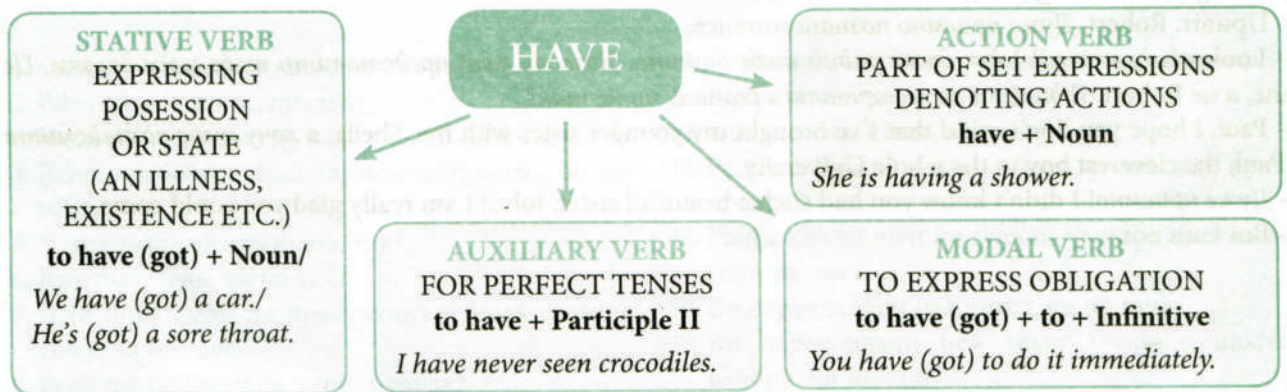 HAVE
STATIVE VERB
EXPRESSING
POSESSION
OR STATE
(AN ILLNESS,
EXISTENCE ETC.)
to have (got) + Noun/
We have (got) a car./
He's (got) a sore throat.
AUXILIARY VERB
FOR PERFECT TENSES
to have + Participle II
I have never seen crocodiles.
MODAL VERB
TO EXPRESS OBLIGATION
to have (got) + to + Infinitive
You have (got) to do it immediately.
ACTION VERB
PART OF SET EXPRESSIONS
DENOTING ACTIONS
have + Noun
She is having a shower.